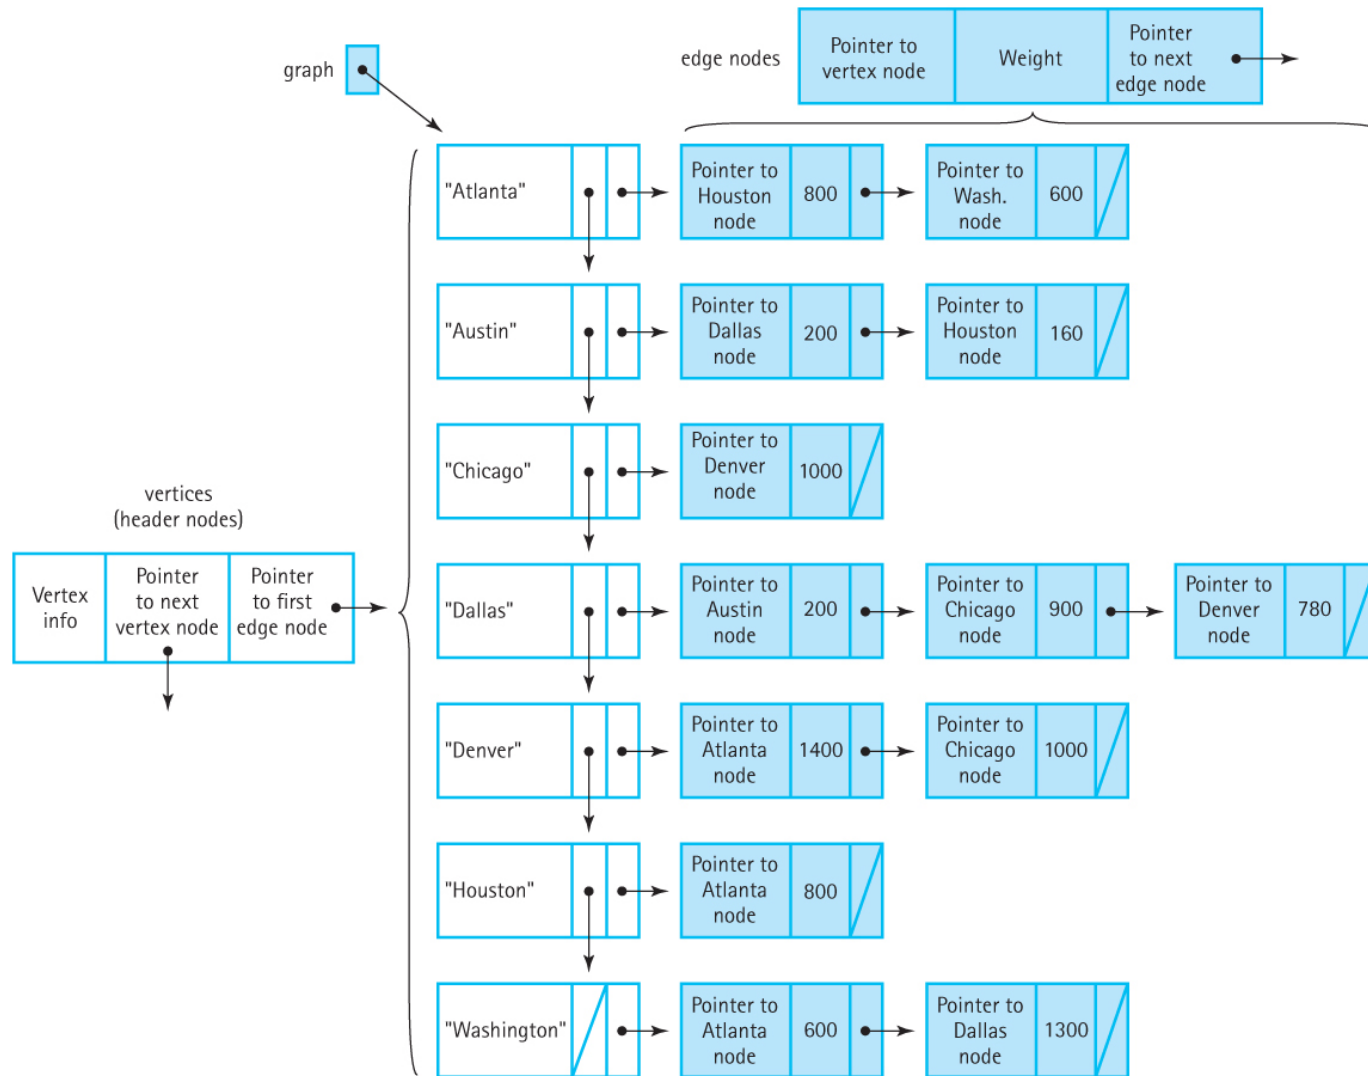 graph
edge nodes
Pointer to
vertex node
Weight
Pointer
to next
edge node
"Atlanta"
Pointer to
Houston
node
800
Pointer to
Wash.
node
600
"Austin"
Pointer to
Dallas
node
200
Pointer to
Houston
node
160
"Chicago"
Pointer to
Denver
node
1000
vertices
(header nodes)
Vertex
info
Pointer
to next
vertex node
Pointer
to first
edge node
"Dallas"
Pointer to
Austin
node
200
Pointer to
Chicago
node
900
Pointer to
Denver
node
780
"Denver"
Pointer to
Atlanta
node
1400
Pointer to
Chicago
node
1000
"Houston"
Pointer to
Atlanta
node
800
"Washington"
Pointer to
Atlanta
node
600
Pointer to
Dallas
node
1300